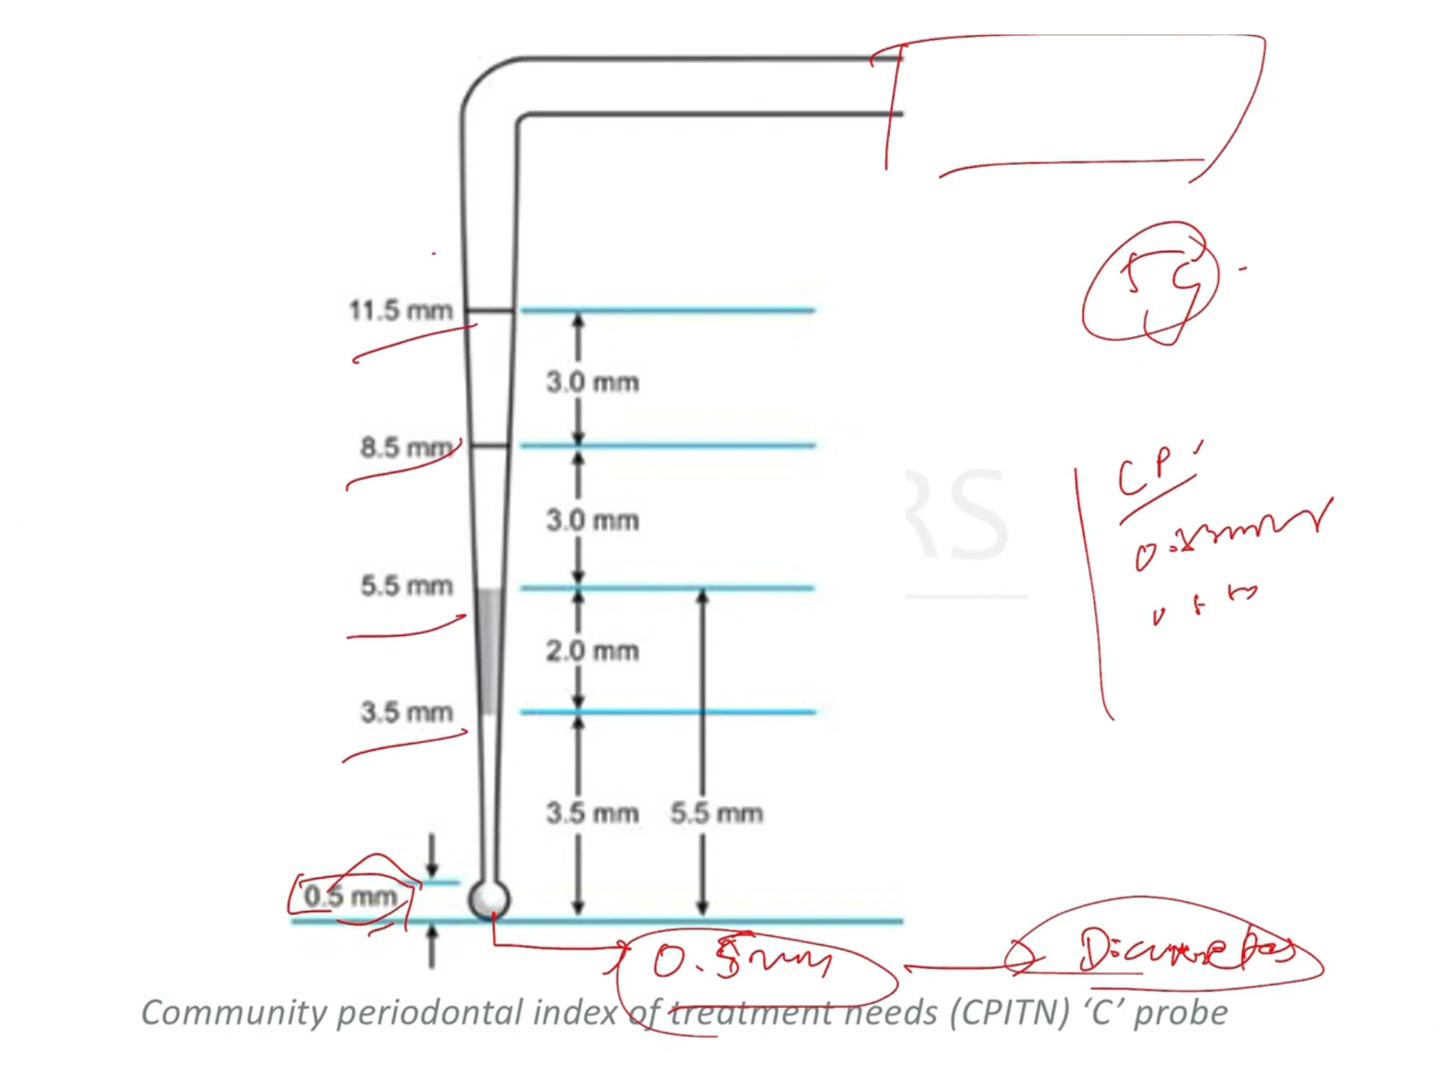 11.5 mm
3.0 mm
8.5 mm
3.0 mm
5.5 mm
2.0 mm
3.5 mm
3.5 mm 5.5 mm
0.5 mm
RS
CP
0.5mm
Community periodontal index of treatment needs (CPITN) ‘C’ probe